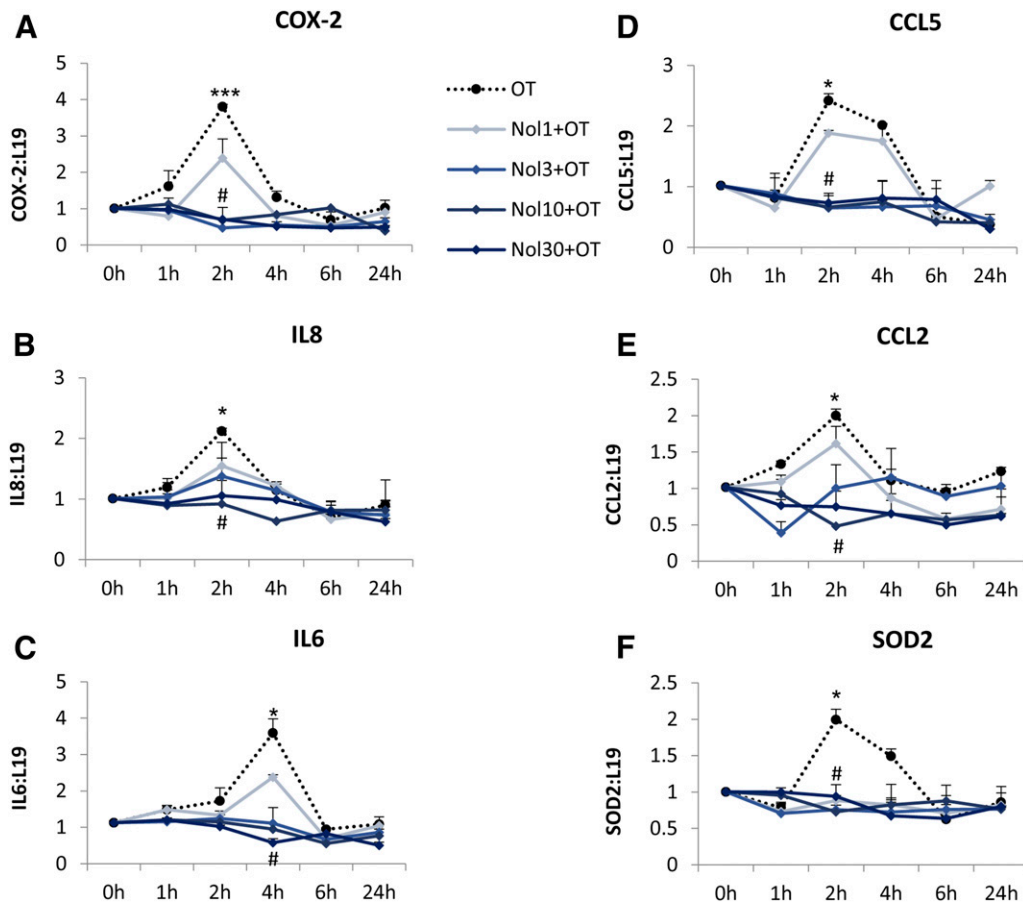 A
COX-2
COX-2:L19
5
4
3
2
1
0
***
#
0h 1h 2h 4h 6h 24h
OT
Nol1+OT
Nol3+OT
Nol10+OT
Nol30+OT
B
IL8
IL8:L19
3
2
1
0
*
#
0h 1h 2h 4h 6h 24h
C
IL6
IL6:L19
5
4
3
2
1
0
*
#
0h 1h 2h 4h 6h 24h
D
CCL5
CCL5:L19
3
2
1
0
*
#
0h 1h 2h 4h 6h 24h
E
CCL2
CCL2:L19
2.5
2
1.5
1
0.5
0
*
#
0h 1h 2h 4h 6h 24h
F
SOD2
SOD2:L19
2.5
2
1.5
1
0.5
0
*
#
0h 1h 2h 4h 6h 24h